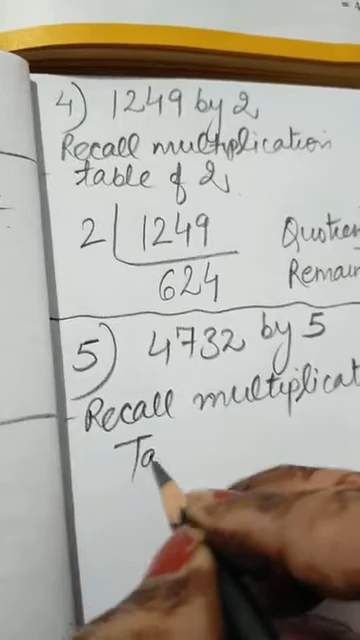 4) 1249 by 2
Recall multiplication
table of 2
2 1249
624
Quotien
Remain
5) 4732 by 5
Recall multiplicat
Ta